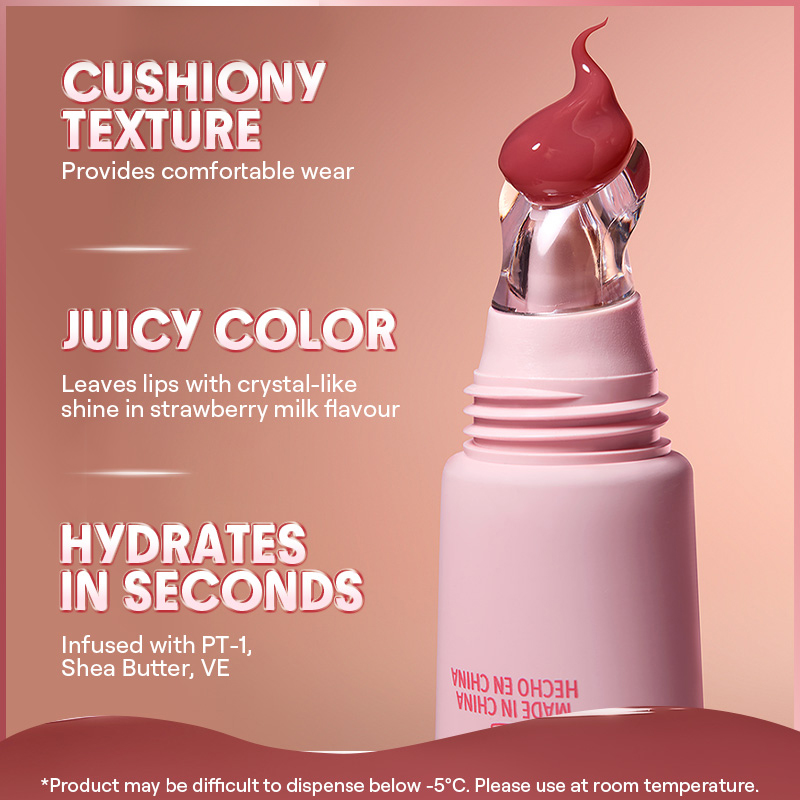 CUSHIONY
TEXTURE
Provides comfortable wear
JUICY COLOR
Leaves lips with crystal-like
shine in strawberry milk flavour
HYDRATES
IN SECONDS
Infused with PT-1,
Shea Butter, VE
MADE IN CHINA
HECHO EN CHINA
*Product may be difficult to dispense below -5°C. Please use at room temperature.